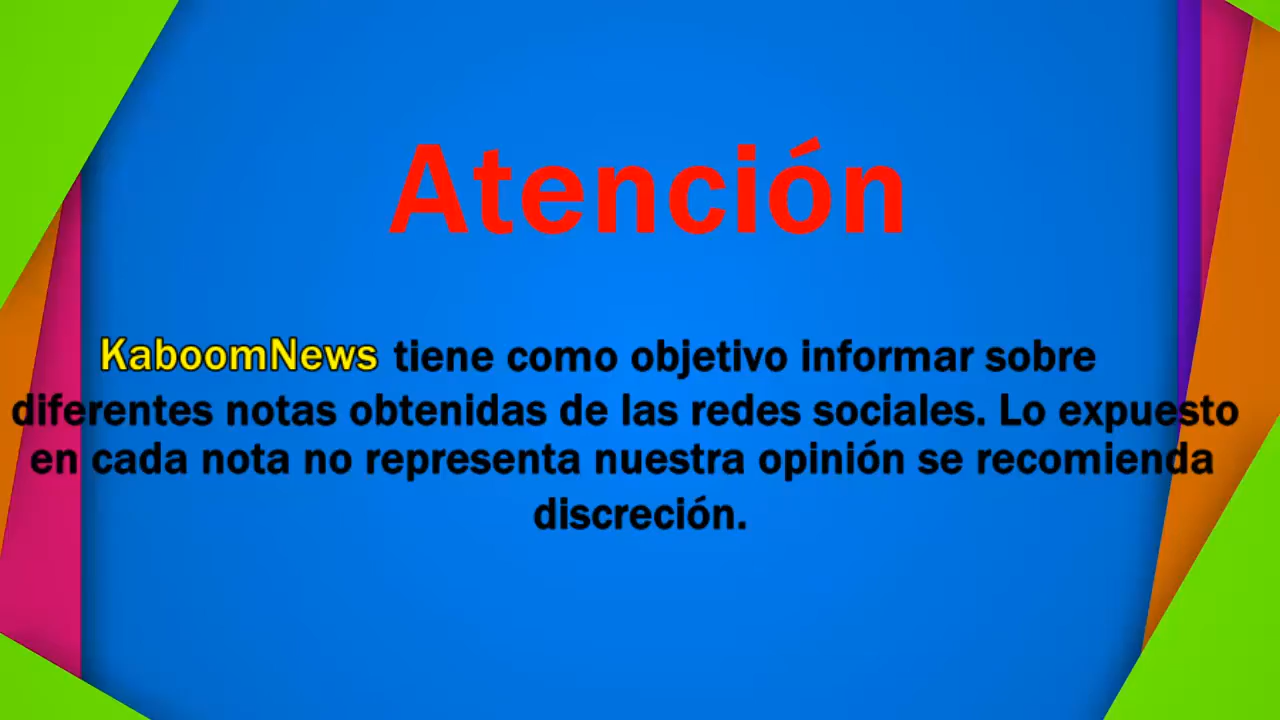 Atención
KaboomNews tiene como objetivo informar sobre
diferentes notas obtenidas de las redes sociales. Lo expuesto
en cada nota no representa nuestra opinión se recomienda
discreción.